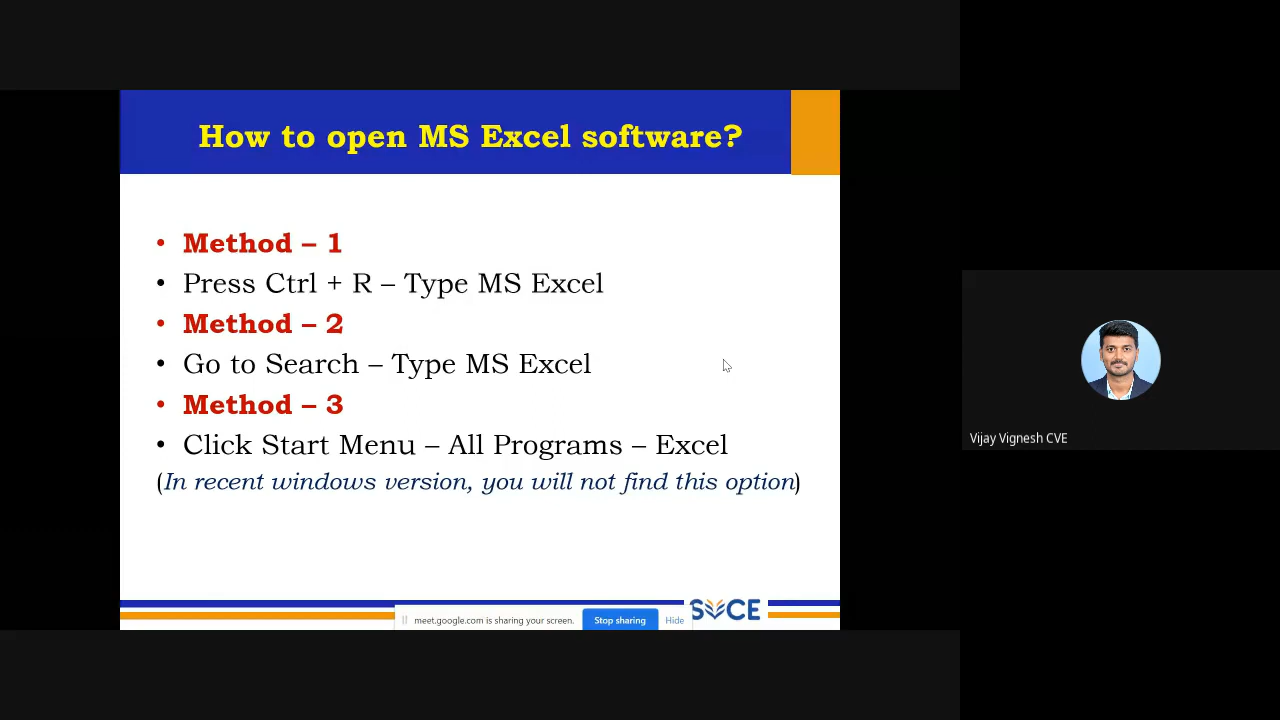 How to open MS Excel software?
• Method – 1
• Press Ctrl + R – Type MS Excel
• Method – 2
• Go to Search – Type MS Excel
• Method – 3
• Click Start Menu – All Programs – Excel
(In recent windows version, you will not find this option)
meet.google.com is sharing your screen. Stop sharing Hide
SVCE
Vijay Vignesh CVE